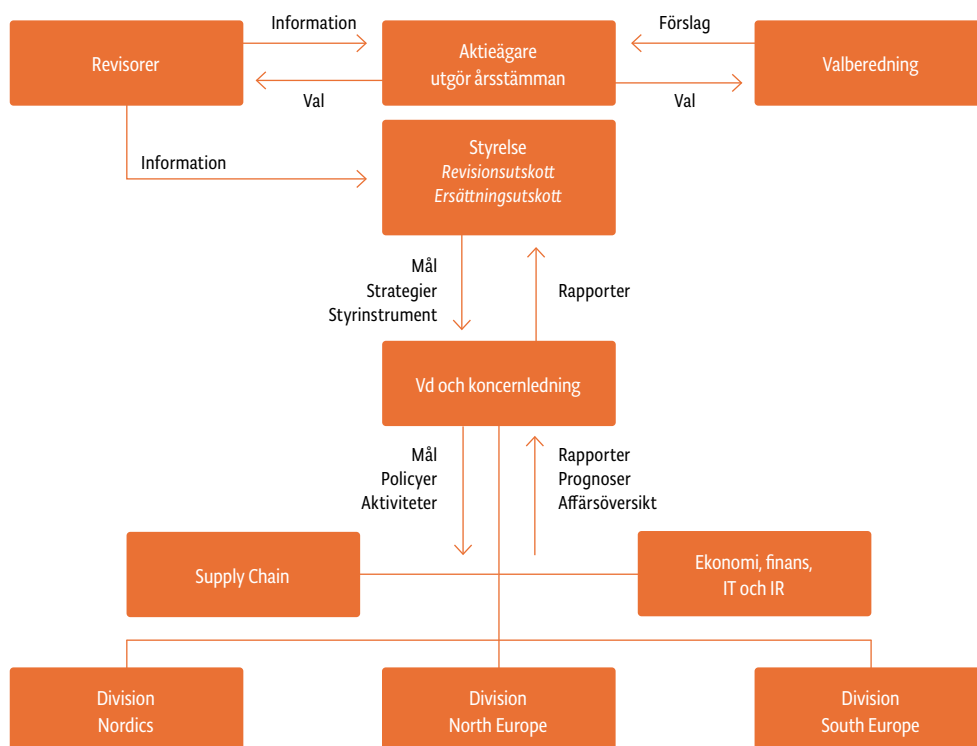 Information
Förslag
Revisorer
Aktieägare
utgör årsstämman
Valberedning
Val
Val
Information
Styrelse
Revisionsutskott
Ersättningsutskott
Mål
Strategier
Styrinstrument
Rapporter
Vd och koncernledning
Mål
Policyer
Aktiviteter
Rapporter
Prognoser
Affärsöversikt
Supply Chain
Ekonomi, finans,
IT och IR
Division
Nordics
Division
North Europe
Division
South Europe